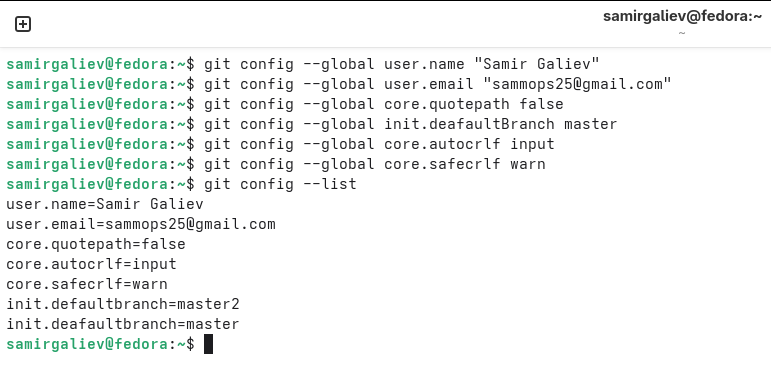 samirgaliev@fedora:~
~
samirgaliev@fedora:~$ git config --global user.name "Samir Galiev"
samirgaliev@fedora:~$ git config --global user.email "sammops25@gmail.com"
samirgaliev@fedora:~$ git config --global core.quotepath false
samirgaliev@fedora:~$ git config --global init.deafaultBranch master
samirgaliev@fedora:~$ git config --global core.autocrlf input
samirgaliev@fedora:~$ git config --global core.safecrlf warn
samirgaliev@fedora:~$ git config --list
user.name=Samir Galiev
user.email=sammops25@gmail.com
core.quotepath=false
core.autocrlf=input
core.safecrlf=warn
init.defaultbranch=master2
init.deafaultbranch=master
samirgaliev@fedora:~$